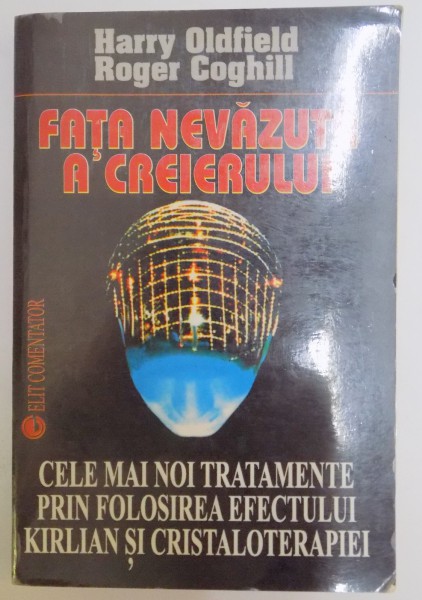 Harry Oldfield
Roger Coghill
FAȚA NEVĂZUTĂ
A CREIERULUI
ELIT COMENTATOR
CELE MAI NOI TRATAMENTE
PRIN FOLOSIREA EFECTULUI
KIRLIAN ȘI CRISTALOTERAPIEI